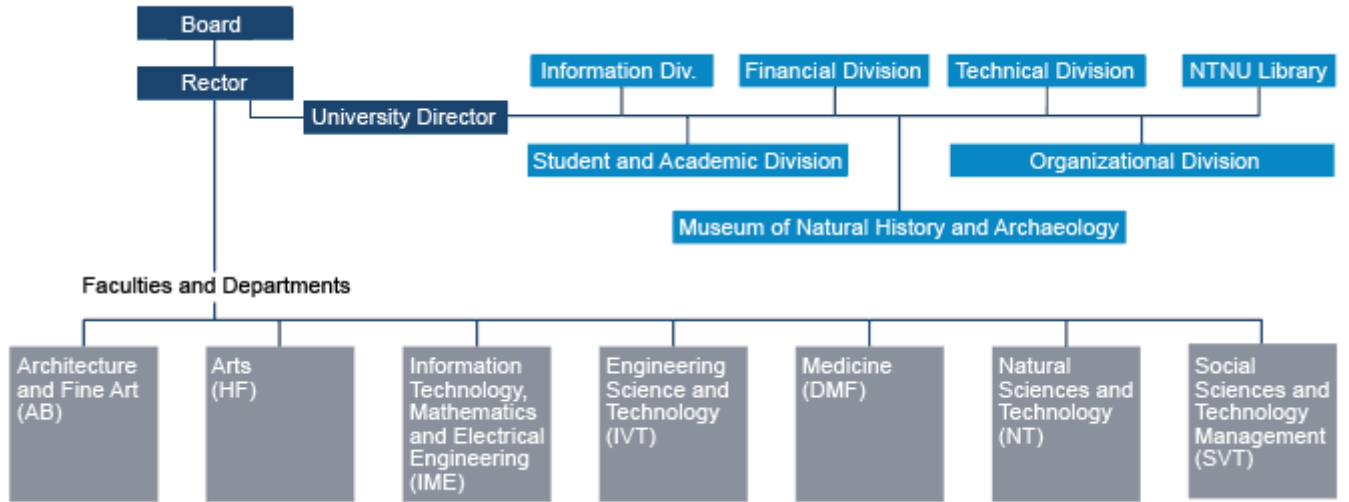 Board
Rector
University Director
Information Div.
Financial Division
Technical Division
NTNU Library
Student and Academic Division
Organizational Division
Museum of Natural History and Archaeology
Faculties and Departments
Architecture
and Fine Art
(AB)
Arts
(HF)
Information
Technology,
Mathematics
and Electrical
Engineering
(IME)
Engineering
Science and
Technology
(IVT)
Medicine
(DMF)
Natural
Sciences and
Technology
(NT)
Social
Sciences and
Technology
Management
(SVT)